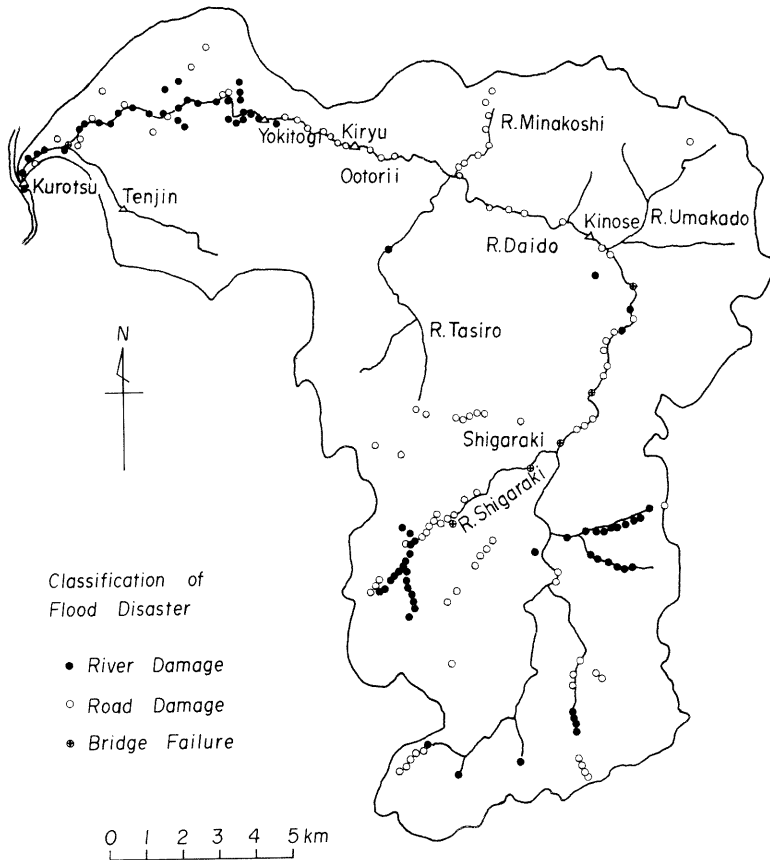 R.Minakoshi
Yokitogi
Kiryu
Ootorii
Kurotsu
Tenjin
Kinose
R.Umakado
R.Daido
R.Tasiro
N
Shigaraki
R.Shigaraki
Classification of
Flood Disaster
River Damage
Road Damage
Bridge Failure
0 1 2 3 4 5 km